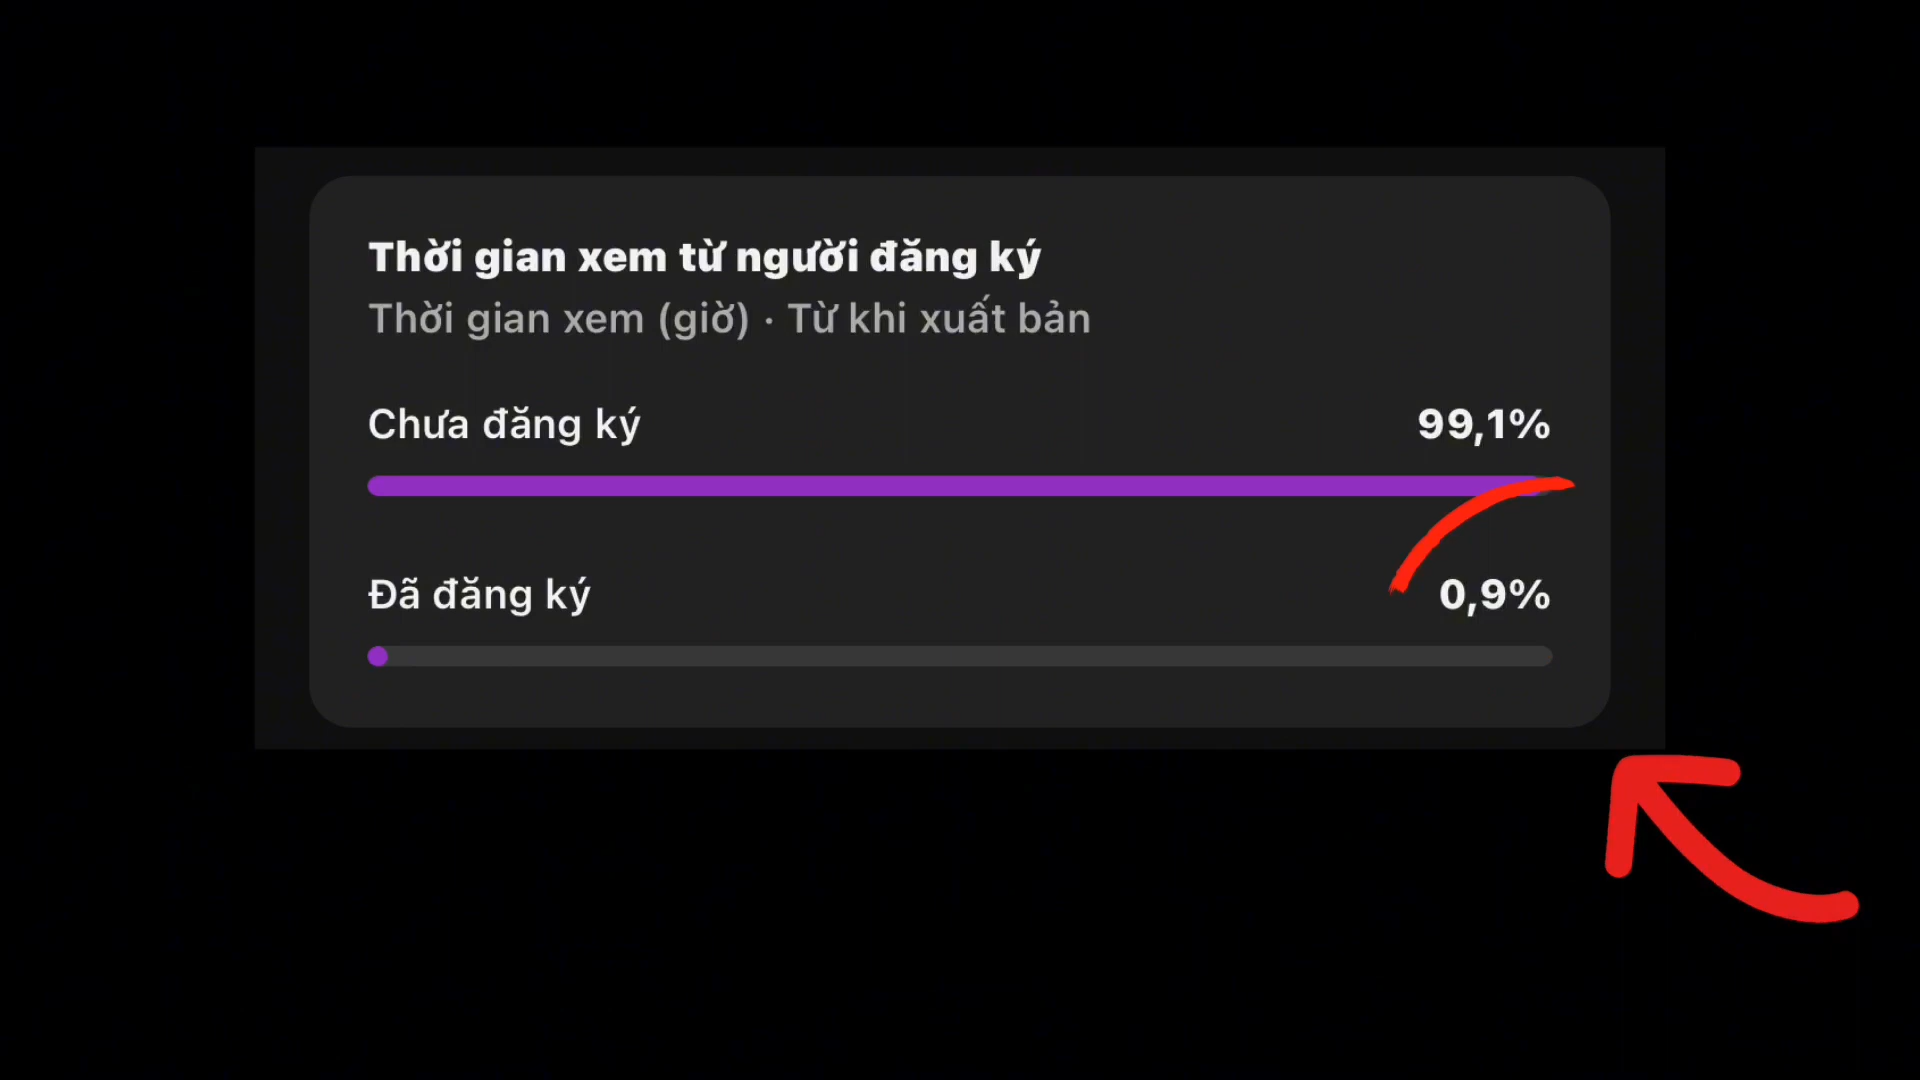 Thời gian xem từ người đăng ký
Thời gian xem (giờ) · Từ khi xuất bản
Chưa đăng ký 99,1%
Đã đăng ký 0,9%